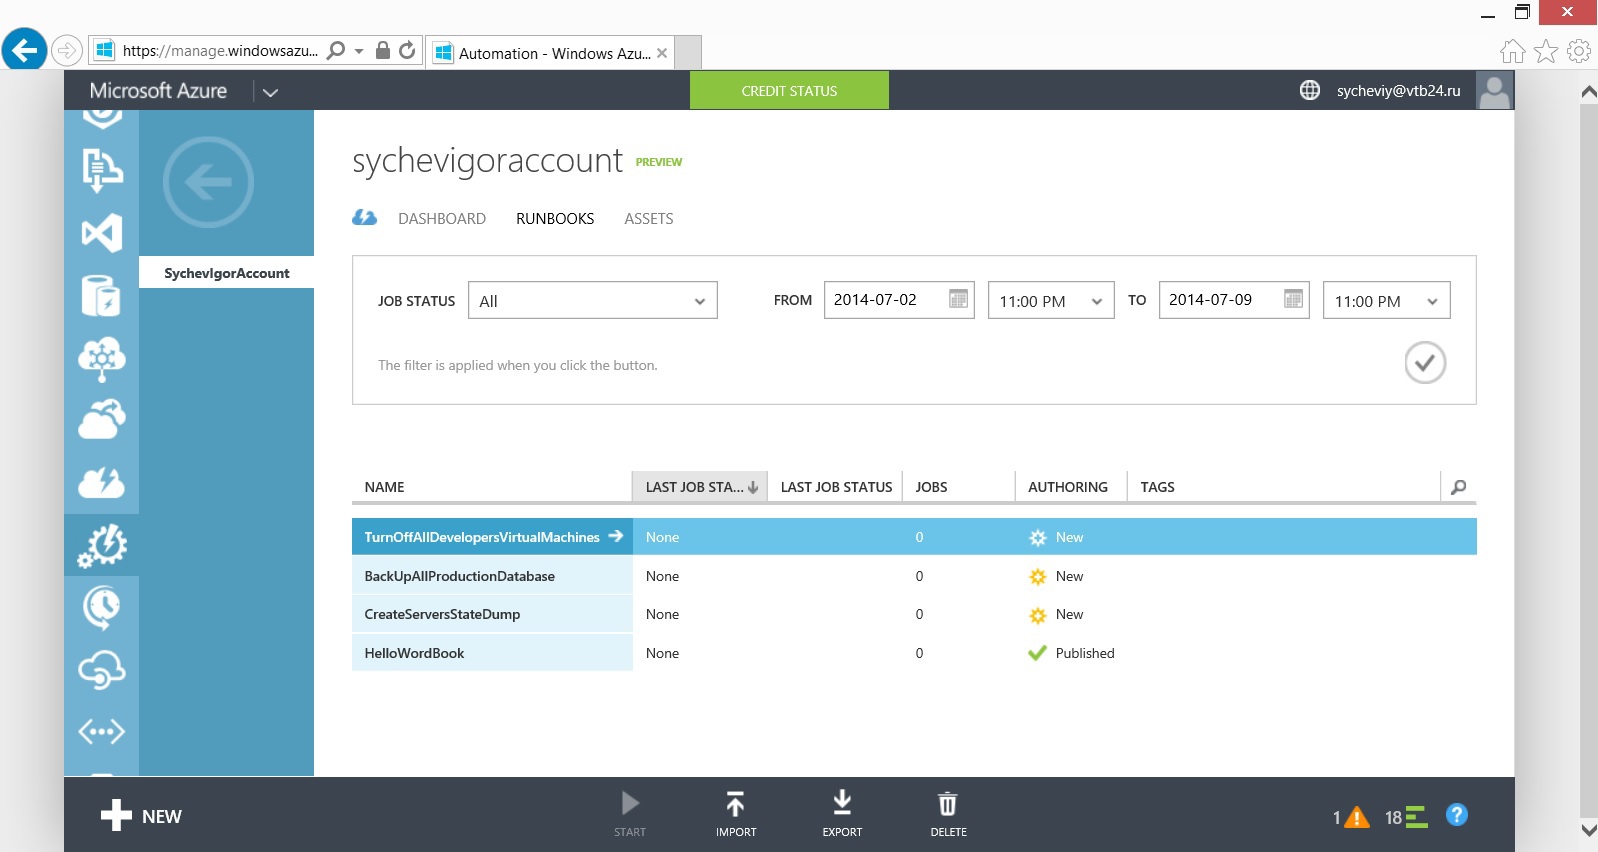 https://manage.windowsazu...
Automation - Windows Azu...
Microsoft Azure
CREDIT STATUS
sycheviy@vtb24.ru
sychevigoraccount PREVIEW
DASHBOARD RUNBOOKS ASSETS
SychevIgorAccount
JOB STATUS All FROM 2014-07-02 11:00 PM TO 2014-07-09 11:00 PM
The filter is applied when you click the button.
NAME LAST JOB STA... LAST JOB STATUS JOBS AUTHORING TAGS
TurnOffAllDevelopersVirtualMachines None 0 New
BackUpAllProductionDatabase None 0 New
CreateServersStateDump None 0 New
HelloWordBook None 0 Published
NEW
START IMPORT EXPORT DELETE
1 18 ?